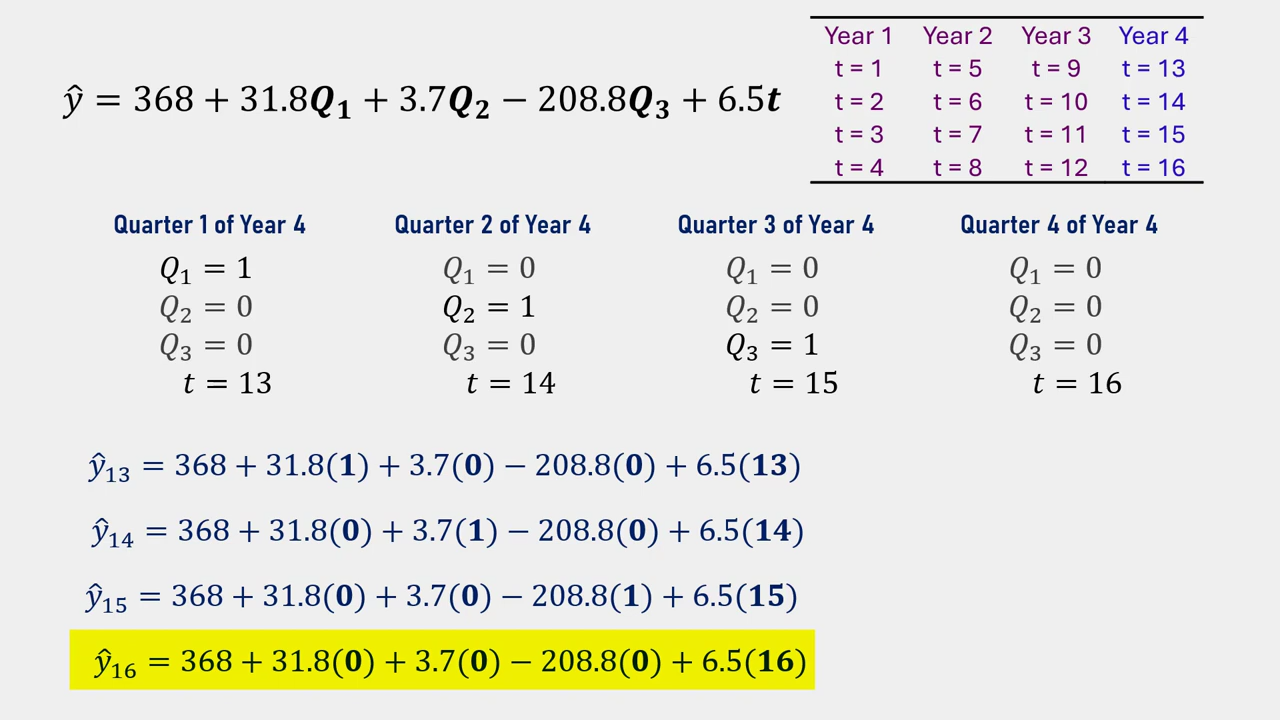 ŷ = 368 + 31.8Q₁ + 3.7Q₂ − 208.8Q₃ + 6.5t
Year 1 Year 2 Year 3 Year 4
t = 1 t = 5 t = 9 t = 13
t = 2 t = 6 t = 10 t = 14
t = 3 t = 7 t = 11 t = 15
t = 4 t = 8 t = 12 t = 16
Quarter 1 of Year 4 Quarter 2 of Year 4 Quarter 3 of Year 4 Quarter 4 of Year 4
Q₁ = 1 Q₁ = 0 Q₁ = 0 Q₁ = 0
Q₂ = 0 Q₂ = 1 Q₂ = 0 Q₂ = 0
Q₃ = 0 Q₃ = 0 Q₃ = 1 Q₃ = 0
t = 13 t = 14 t = 15 t = 16
ŷ₁₃ = 368 + 31.8(1) + 3.7(0) − 208.8(0) + 6.5(13)
ŷ₁₄ = 368 + 31.8(0) + 3.7(1) − 208.8(0) + 6.5(14)
ŷ₁₅ = 368 + 31.8(0) + 3.7(0) − 208.8(1) + 6.5(15)
ŷ₁₆ = 368 + 31.8(0) + 3.7(0) − 208.8(0) + 6.5(16)